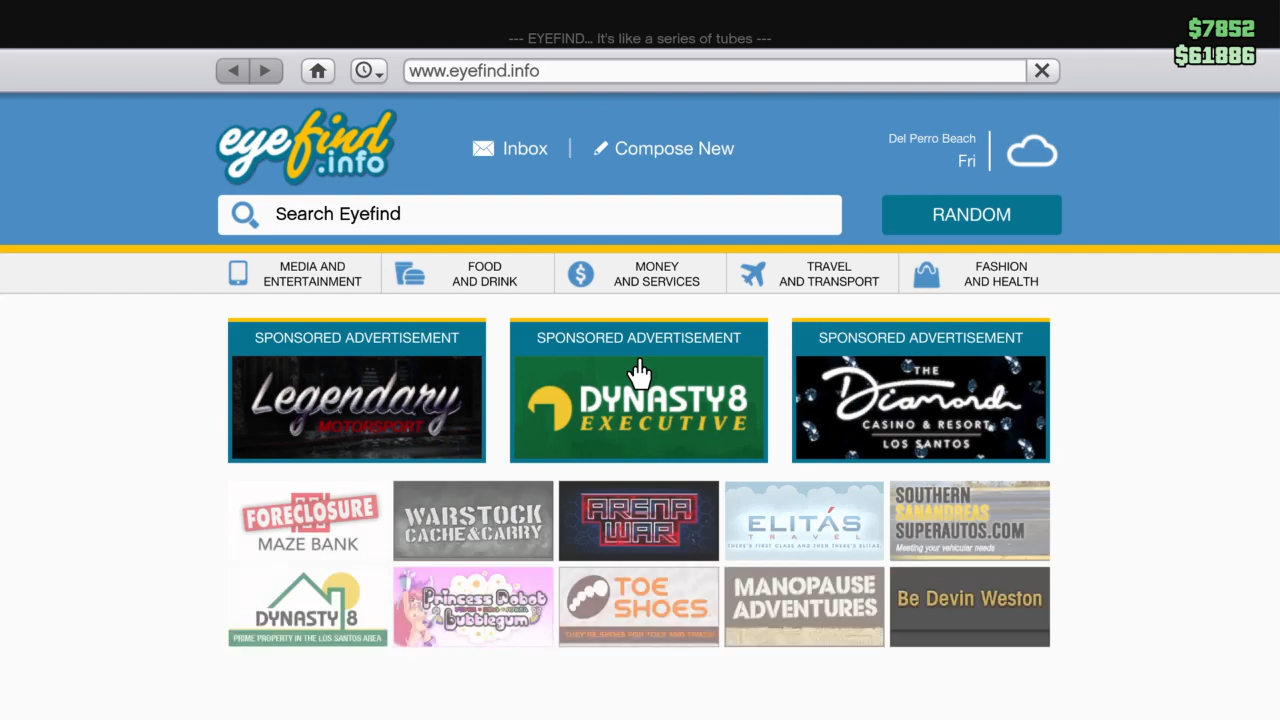 --- EYEFIND... It's like a series of tubes ---
$7852
$61886
www.eyefind.info
eyefind
.info
Inbox
Compose New
Del Perro Beach
Fri
Search Eyefind
RANDOM
MEDIA AND
ENTERTAINMENT
FOOD
AND DRINK
MONEY
AND SERVICES
TRAVEL
AND TRANSPORT
FASHION
AND HEALTH
SPONSORED ADVERTISEMENT
Legendary
MOTORSPORT
SPONSORED ADVERTISEMENT
DYNASTY 8
EXECUTIVE
SPONSORED ADVERTISEMENT
THE
Diamond
CASINO & RESORT
LOS SANTOS
FORECLOSURE
MAZE BANK
WARSTOCK
CACHE&CARRY
ARENA
WAR
ELITÁS
TRAVEL
THERE'S FIRST CLASS AND THEN THERE'S ELITAS
SOUTHERN
SANANDREAS
SUPERAUTOS.COM
Meeting your vehicular needs
DYNASTY 8
PRIME PROPERTY IN THE LOS SANTOS AREA
Princess Robot
Bubblegum
TOE
SHOES
THEY'RE SHOES FOR TOES AND THINGS
MANOPAUSE
ADVENTURES
Be Devin Weston